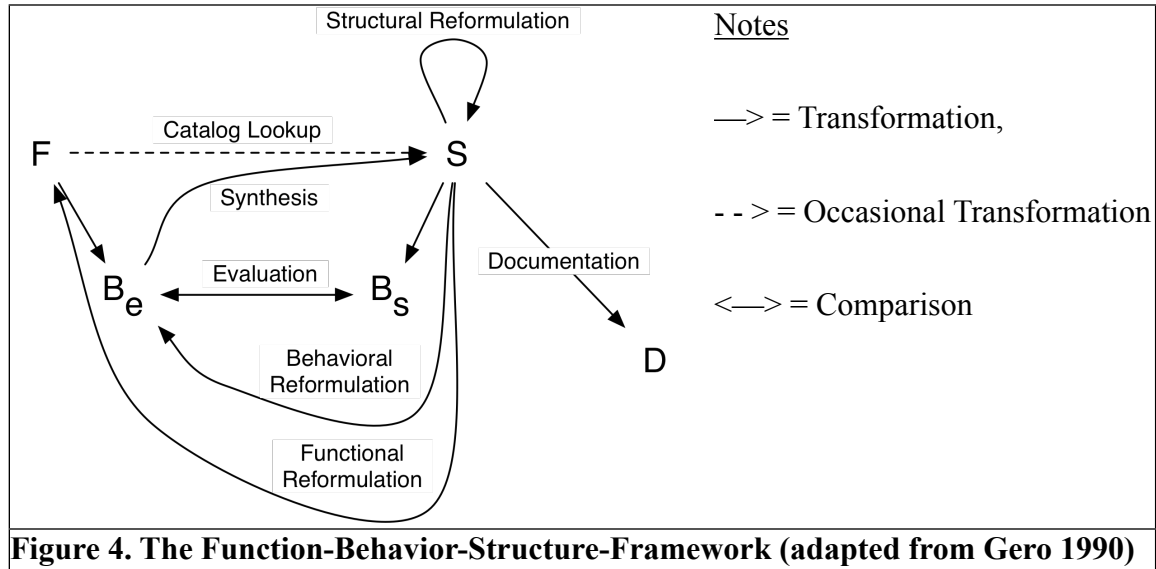 Structural Reformulation
Notes
Catalog Lookup
—> = Transformation,
F
S
Synthesis
- - > = Occasional Transformation
Evaluation
Documentation
Be
Bs
<—> = Comparison
Behavioral
Reformulation
D
Functional
Reformulation
Figure 4. The Function-Behavior-Structure-Framework (adapted from Gero 1990)